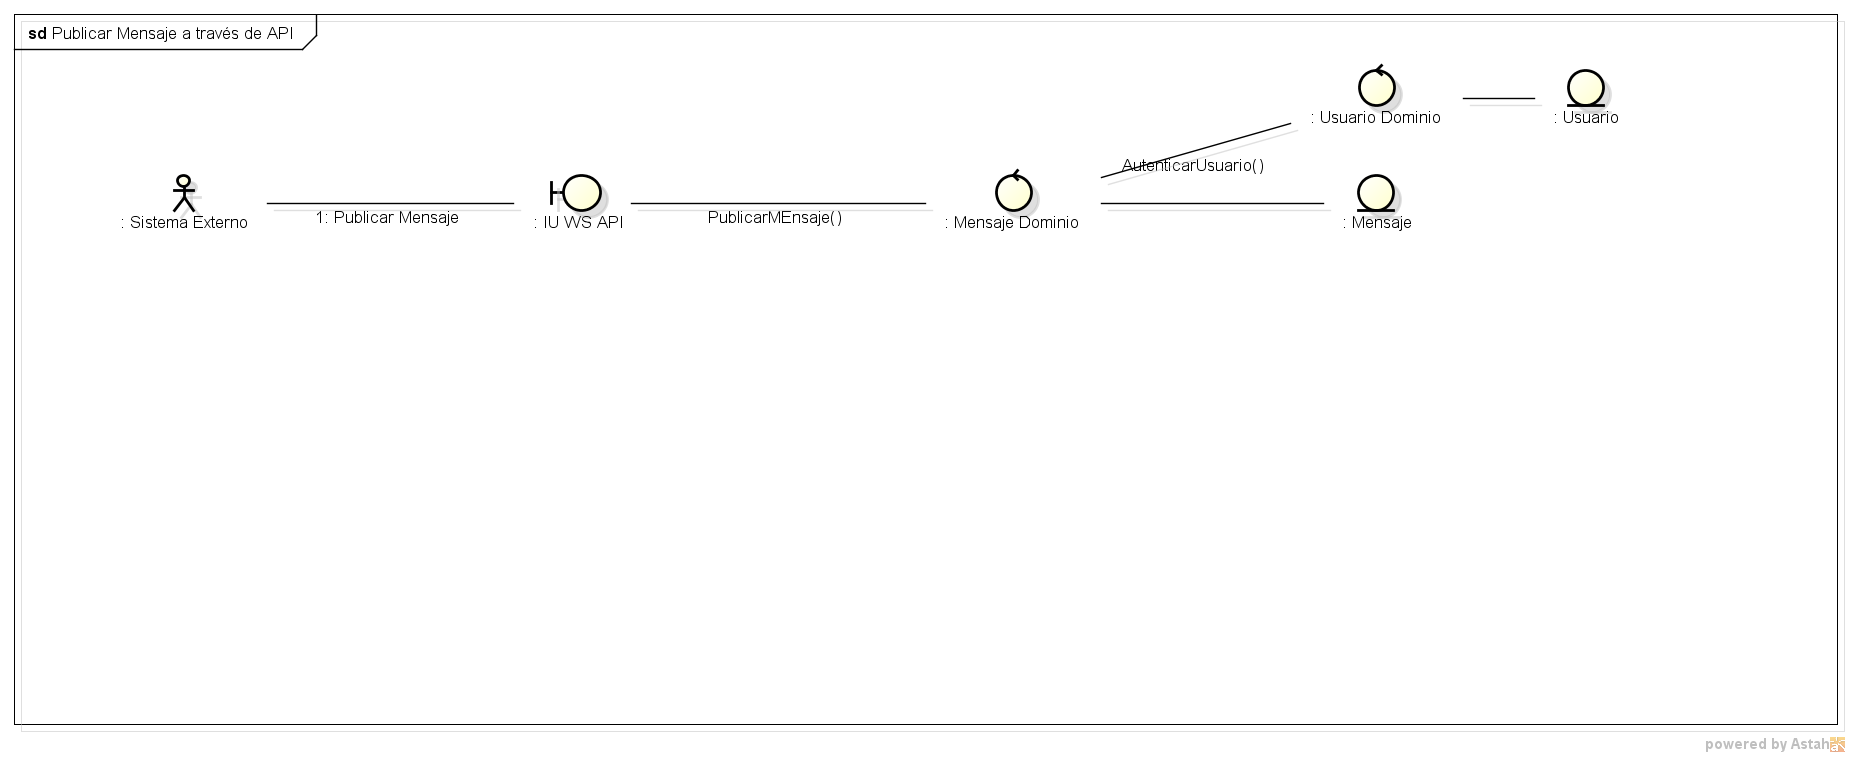 sd Publicar Mensaje a través de API
: Usuario Dominio
: Usuario
AutenticarUsuario()
1: Publicar Mensaje
PublicarMEnsaje()
: Sistema Externo
: IU WS API
: Mensaje Dominio
: Mensaje
powered by Astah